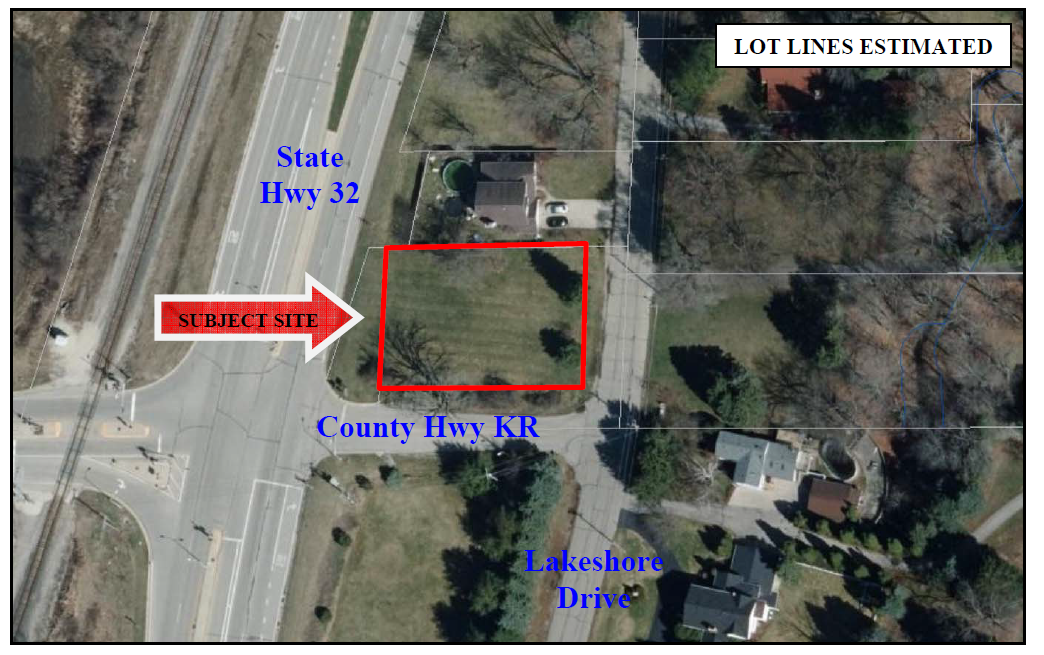 LOT LINES ESTIMATED
State
Hwy 32
SUBJECT SITE
County Hwy KR
Lakeshore
Drive